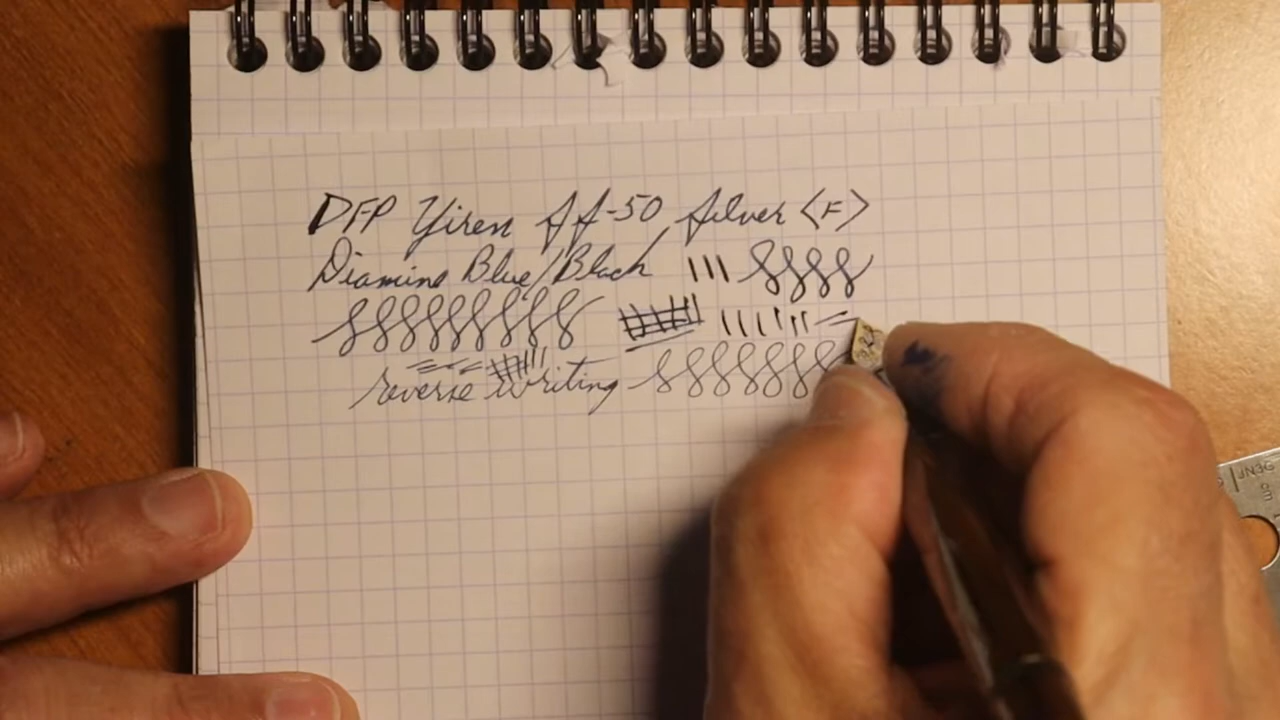 DFP Yiren AA-50 Silver <F>
Diamine Blue/Black
reverse writing